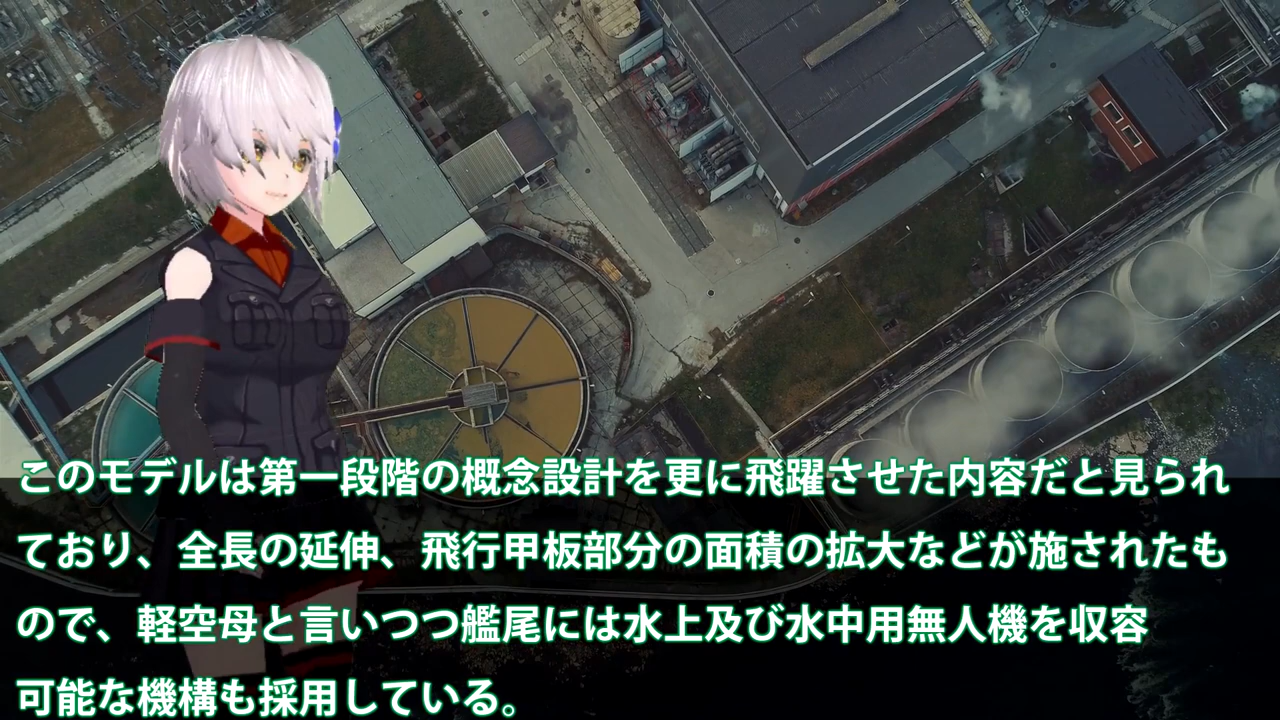 このモデルは第一段階の概念設計を更に飛躍させた内容だと見られ
ており、全長の延伸、飛行甲板部分の面積の拡大などが施されたも
ので、軽空母と言いつつ艦尾には水上及び水中用無人機を収容
可能な機構も採用している。